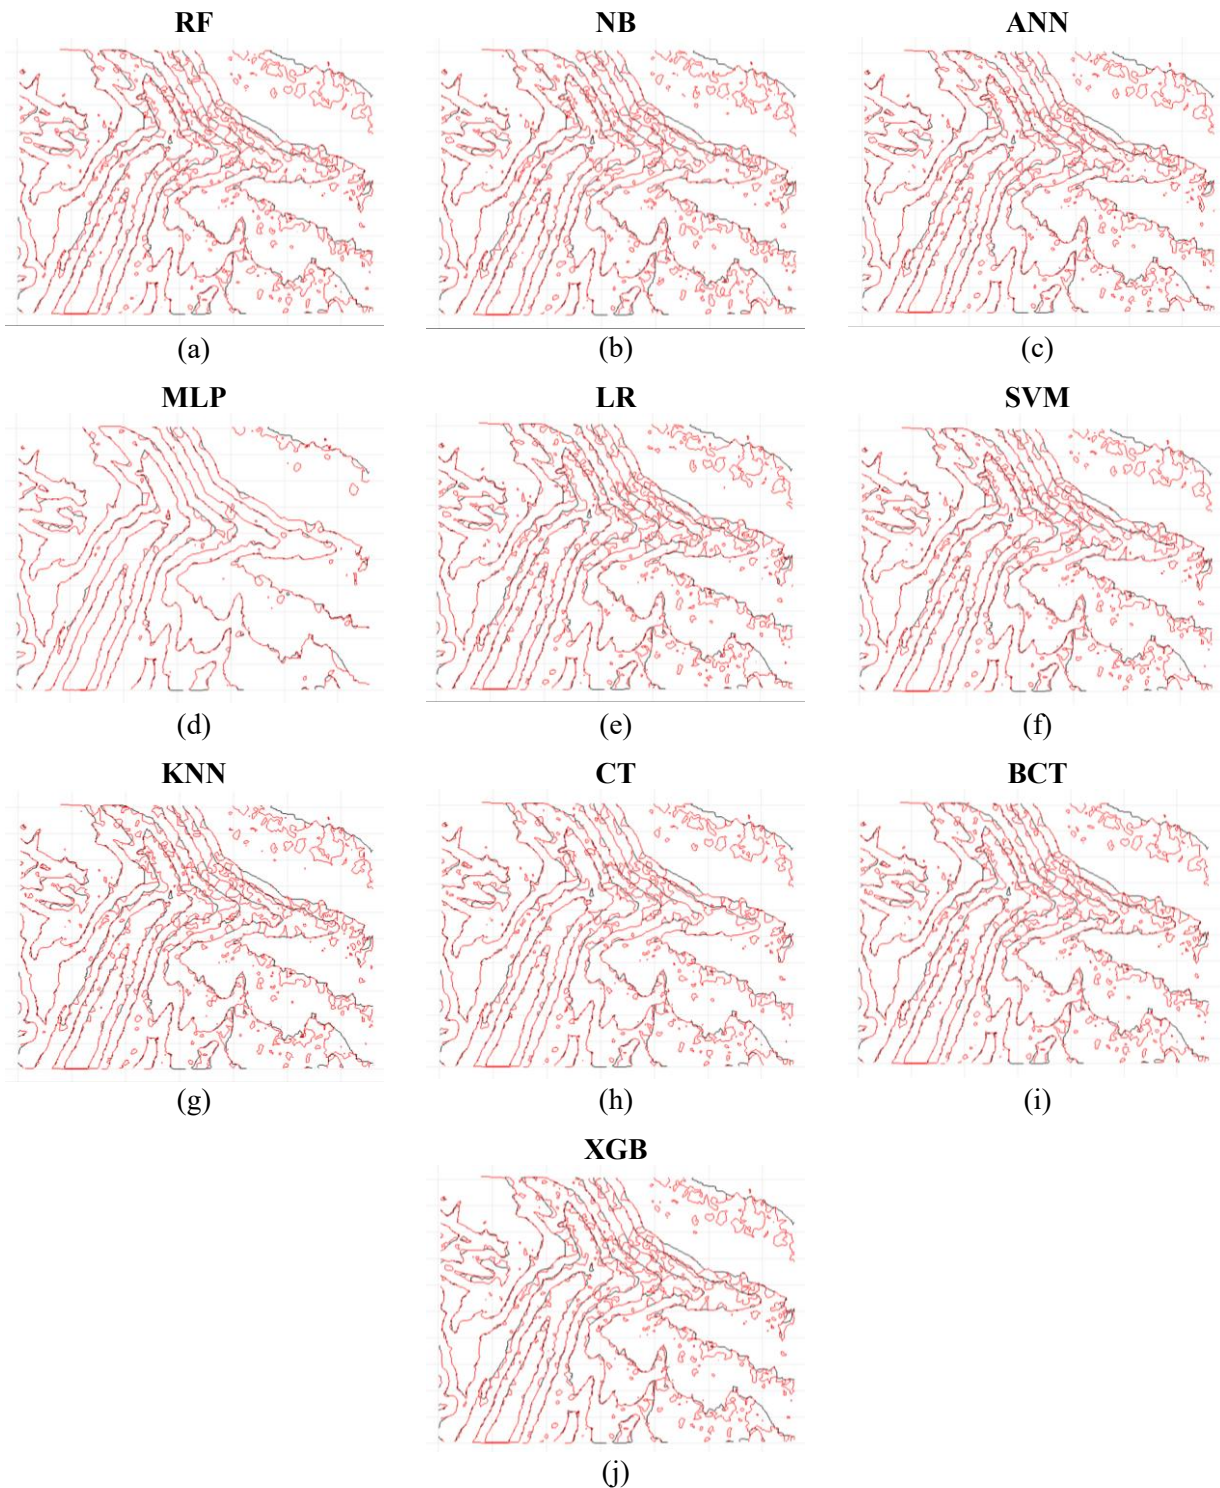 RF NB ANN
(a) (b) (c)
MLP LR SVM
(d) (e) (f)
KNN CT BCT
(g) (h) (i)
XGB
(j)